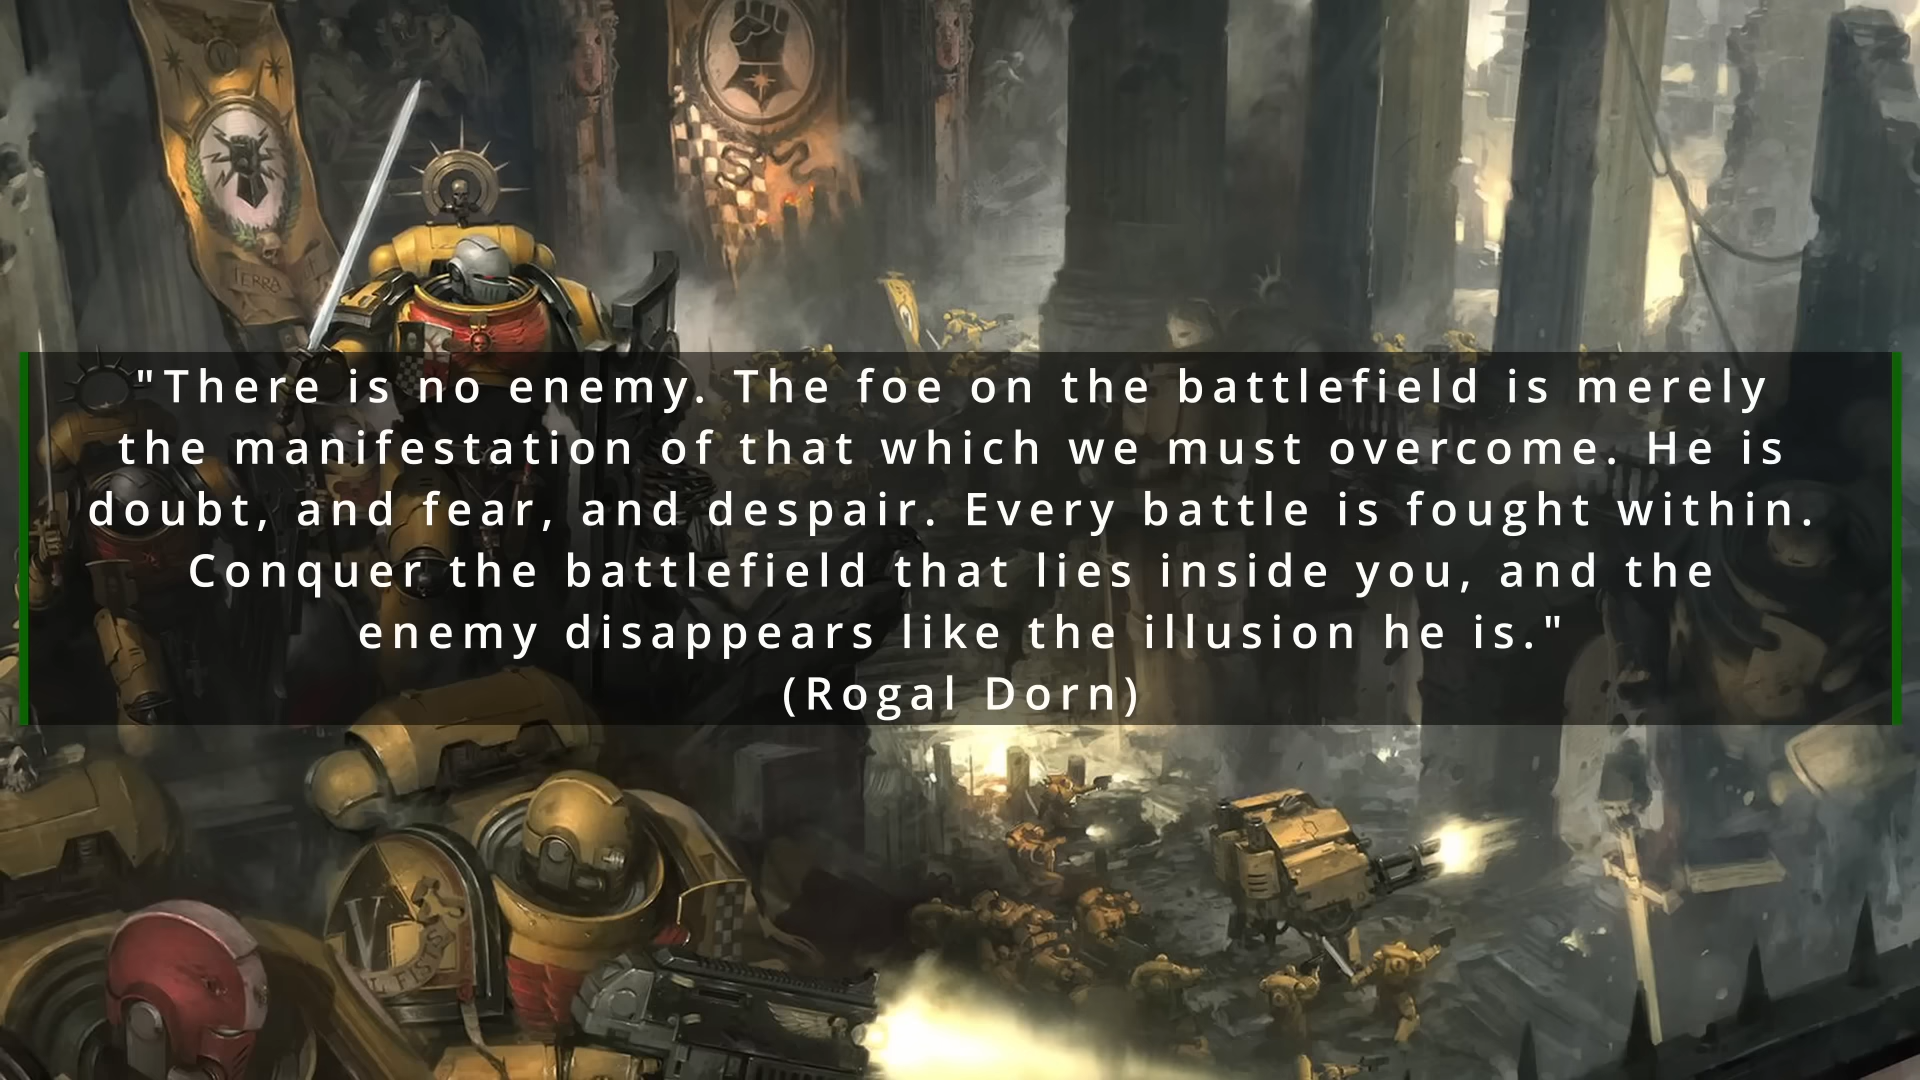 TERRA
"There is no enemy. The foe on the battlefield is merely
the manifestation of that which we must overcome. He is
doubt, and fear, and despair. Every battle is fought within.
Conquer the battlefield that lies inside you, and the
enemy disappears like the illusion he is."
(Rogal Dorn)
V
FISTS